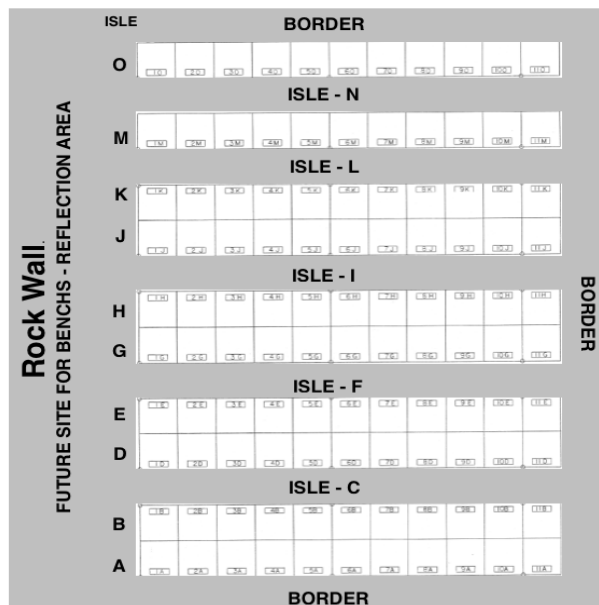 ISLE
BORDER
O
1O 2O 3O 4O 5O 6O 7O 8O 9O 10O 11O
ISLE - N
M
1M 2M 3M 4M 5M 6M 7M 8M 9M 10M 11M
ISLE - L
K
1K 2K 3K 4K 5K 6K 7K 8K 9K 10K 11K
J
1J 2J 3J 4J 5J 6J 7J 8J 9J 10J 11J
ISLE - I
H
1H 2H 3H 4H 5H 6H 7H 8H 9H 10H 11H
G
1G 2G 3G 4G 5G 6G 7G 8G 9G 10G 11G
ISLE - F
E
1E 2E 3E 4E 5E 6E 7E 8E 9E 10E 11E
D
1D 2D 3D 4D 5D 6D 7D 8D 9D 10D 11D
ISLE - C
B
1B 2B 3B 4B 5B 6B 7B 8B 9B 10B 11B
A
1A 2A 3A 4A 5A 6A 7A 8A 9A 10A 11A
BORDER
Rock Wall.
FUTURE SITE FOR BENCHS - REFLECTION AREA
BORDER